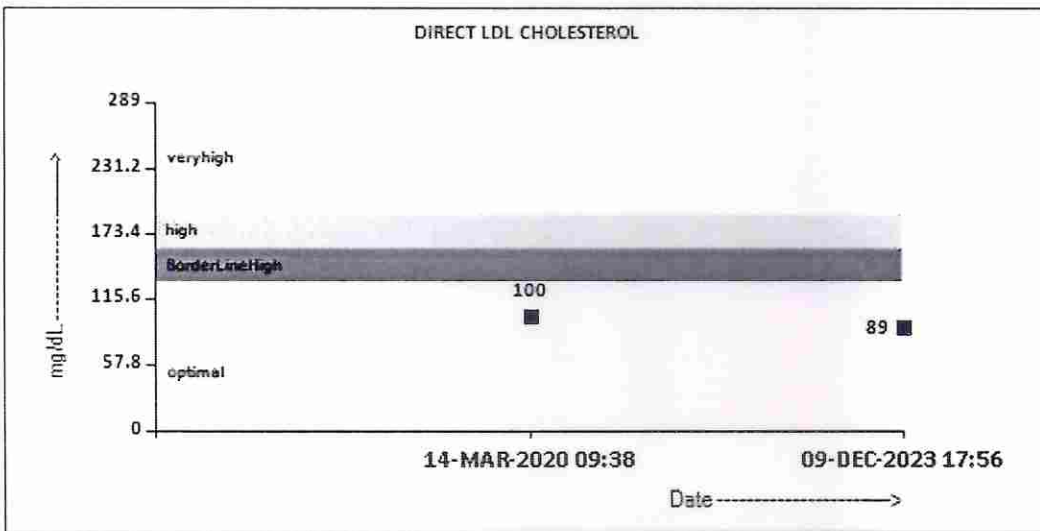 DIRECT LDL CHOLESTEROL
289
231.2
173.4
115.6
57.8
0
mg/dL
veryhigh
high
BorderLineHigh
optimal
100
89
14-MAR-2020 09:38
09-DEC-2023 17:56
Date